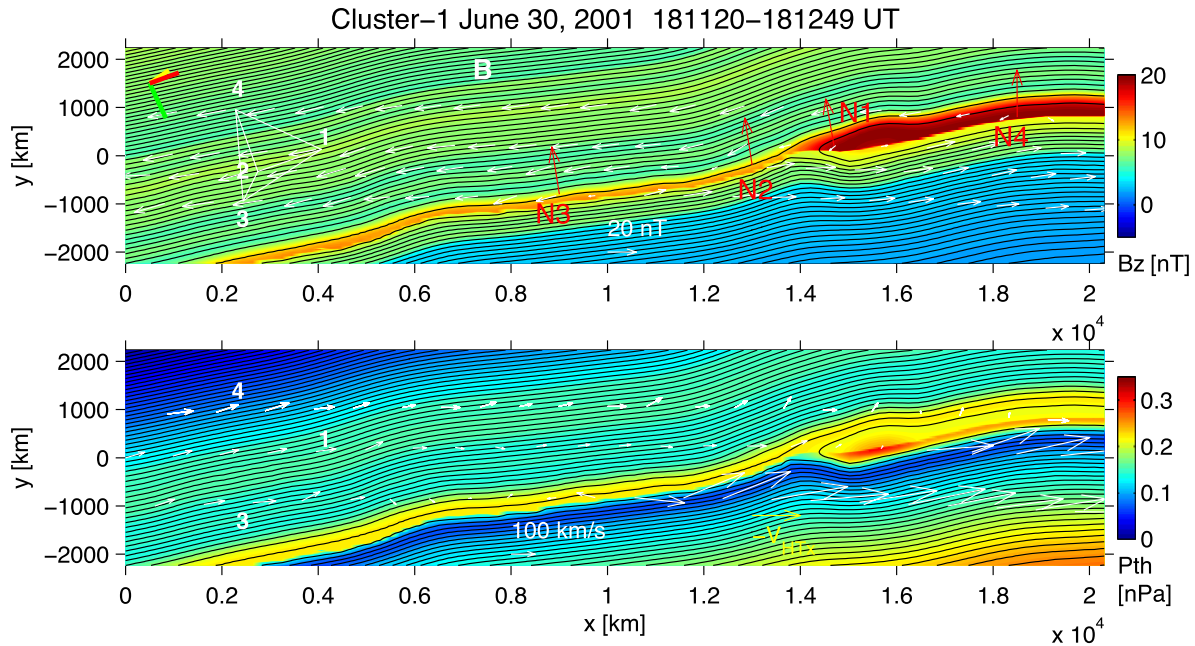 Cluster−1 June 30, 2001 181120−181249 UT
2000
1000
0
−1000
−2000
y [km]
B
4
1
2
3
N1
N2
N3
N4
20 nT
20
10
0
Bz [nT]
0 0.2 0.4 0.6 0.8 1 1.2 1.4 1.6 1.8 2
x 10^4
2000
1000
0
−1000
−2000
y [km]
4
1
3
100 km/s
0.3
0.2
0.1
0
Pth
[nPa]
0 0.2 0.4 0.6 0.8 1 1.2 1.4 1.6 1.8 2
x [km]
x 10^4